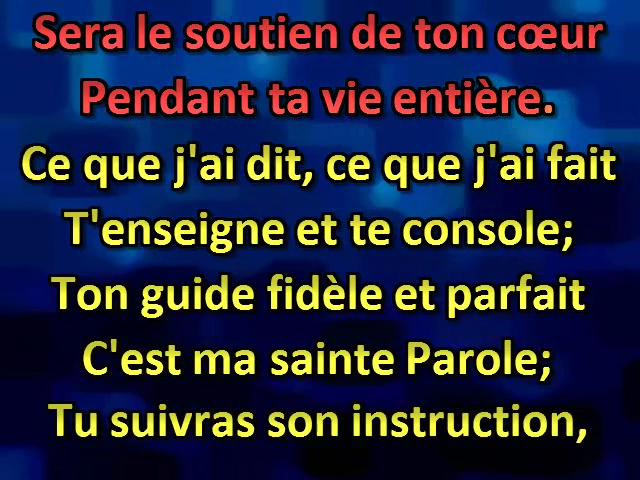 Sera le soutien de ton cœur
Pendant ta vie entière.
Ce que j'ai dit, ce que j'ai fait
T'enseigne et te console;
Ton guide fidèle et parfait
C'est ma sainte Parole;
Tu suivras son instruction,